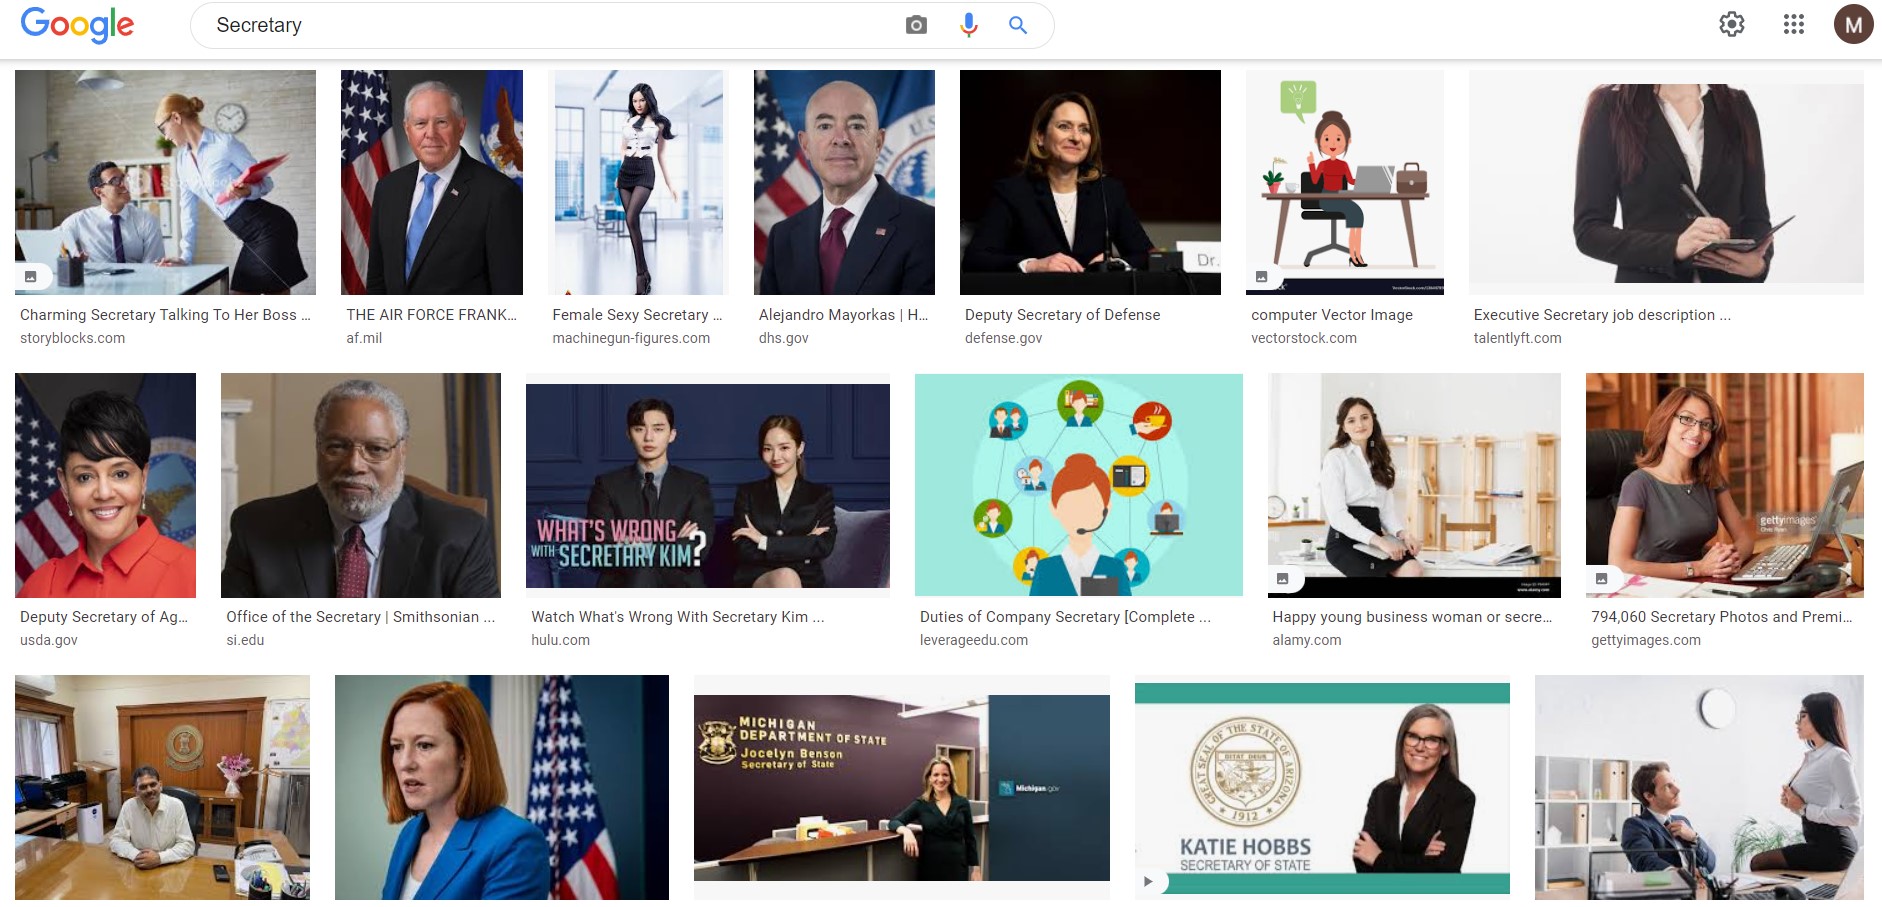 Google
Secretary
M
Dr.
Charming Secretary Talking To Her Boss ...
storyblocks.com
THE AIR FORCE FRANK...
af.mil
Female Sexy Secretary ...
machinegun-figures.com
Alejandro Mayorkas | H...
dhs.gov
Deputy Secretary of Defense
defense.gov
computer Vector Image
vectorstock.com
Executive Secretary job description ...
talentlyft.com
WHAT'S WRONG
WITH SECRETARY KIM?
gettyimages
Deputy Secretary of Ag...
usda.gov
Office of the Secretary | Smithsonian ...
si.edu
Watch What's Wrong With Secretary Kim ...
hulu.com
Duties of Company Secretary [Complete ...
leverageedu.com
Happy young business woman or secre...
alamy.com
794,060 Secretary Photos and Premi...
gettyimages.com
MICHIGAN
DEPARTMENT OF STATE
Jocelyn Benson
Secretary of State
Michigan.gov
GREAT SEAL OF THE STATE OF ARIZONA
DITAT DEUS
1912
KATIE HOBBS
SECRETARY OF STATE